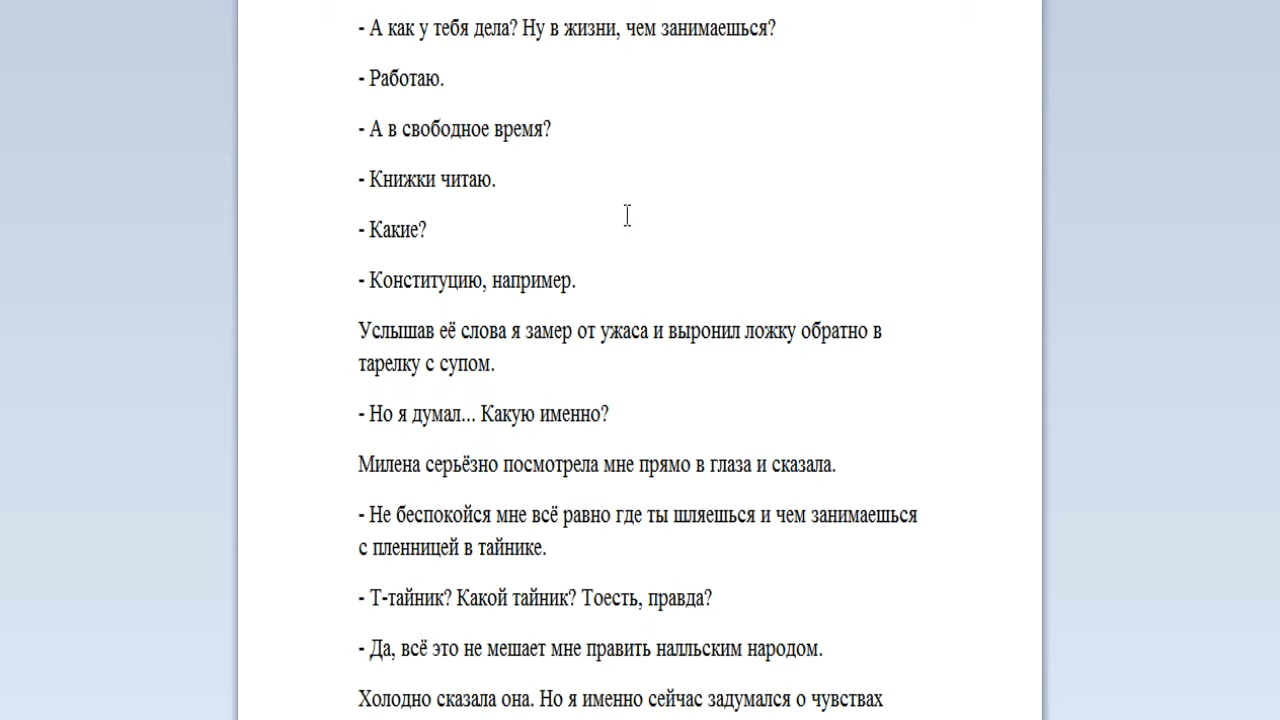 - А как у тебя дела? Ну в жизни, чем занимаешься?
- Работаю.
- А в свободное время?
- Книжки читаю.
- Какие?
- Конституцию, например.
Услышав её слова я замер от ужаса и выронил ложку обратно в
тарелку с супом.
- Но я думал... Какую именно?
Милена серьёзно посмотрела мне прямо в глаза и сказала.
- Не беспокойся мне всё равно где ты шляешься и чем занимаешься
с пленницей в тайнике.
- Т-тайник? Какой тайник? Тоесть, правда?
- Да, всё это не мешает мне править налльским народом.
Холодно сказала она. Но я именно сейчас задумался о чувствах